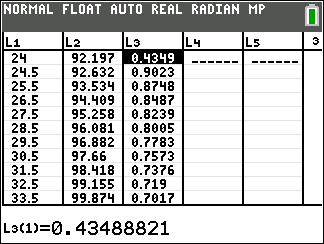 NORMAL FLOAT AUTO REAL RADIAN MP
L1 L2 L3 L4 L5 3
24 92.197 0.4349 ------ ------
24.5 92.632 0.9023
25.5 93.534 0.8748
26.5 94.409 0.8487
27.5 95.258 0.8239
28.5 96.081 0.8005
29.5 96.882 0.7783
30.5 97.66 0.7573
31.5 98.418 0.7376
32.5 99.155 0.719
33.5 99.874 0.7017
L3(1)=0.43488821